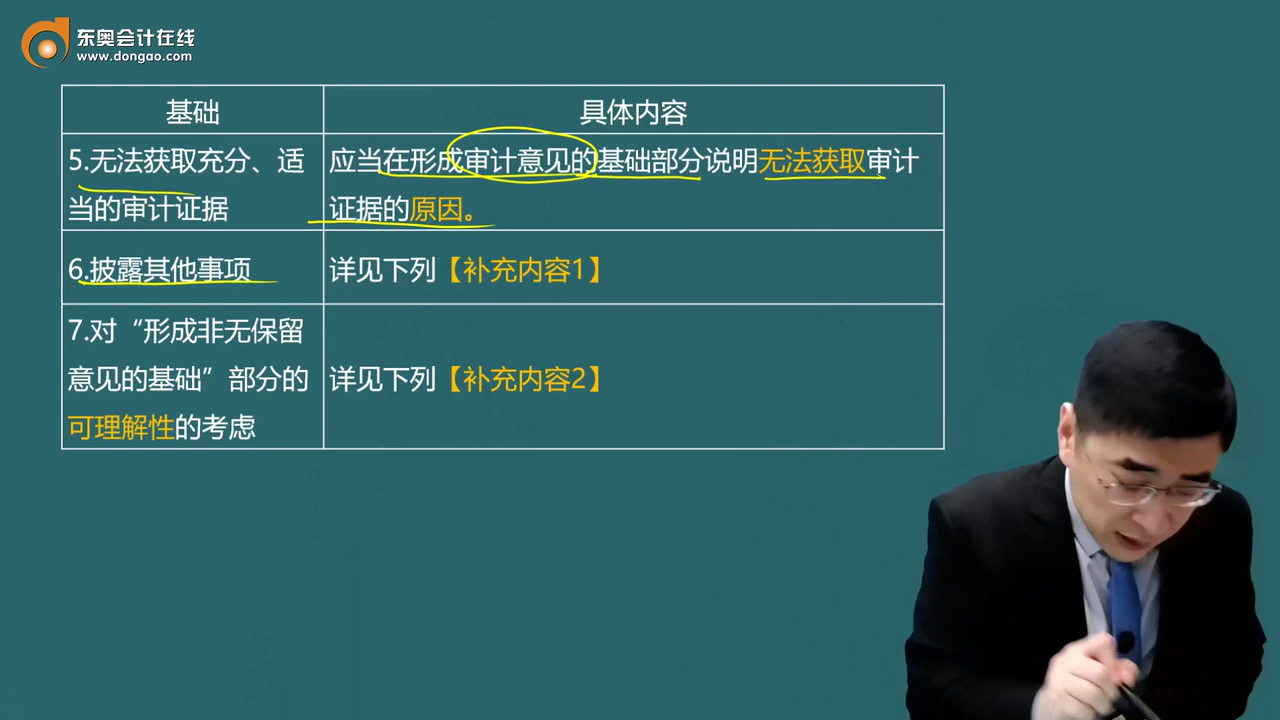 东奥会计在线
www.dongao.com
基础 具体内容
5.无法获取充分、适 应当在形成审计意见的基础部分说明无法获取审计
当的审计证据 证据的原因。
6.披露其他事项 详见下列【补充内容1】
7.对“形成非无保留
意见的基础”部分的 详见下列【补充内容2】
可理解性的考虑